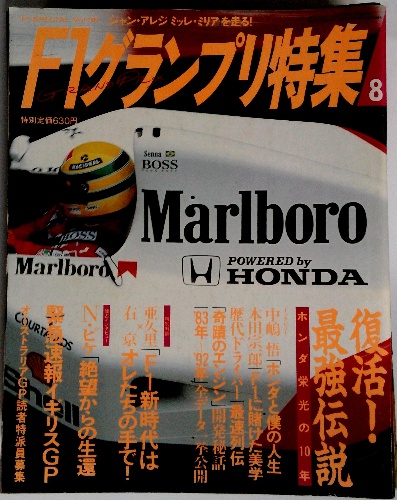 ジャン・アレジ ミッレ・ミリアを走る!
F1グランプリ特集
8
特別定価630円
Senna
BOSS
NACIONAL
BOSS
Marlboro
Marlboro
POWERED by
HONDA
COURTAULDS
Shell
復活!
最強伝説
ホンダ栄光の10年
中嶋 悟「ホンダと僕の人生
本田宗一郎「F1に賭けた美学
歴代ドライバー「最速列伝
「奇蹟のエンジン」開発秘話
'83年〜'92年「全データ一挙公開
亜久里
右京
「F1新時代は
オレたちの手で!
N・ピケ「絶望からの生還
緊急速報イギリスGP
オーストラリアGP読者特派員募集